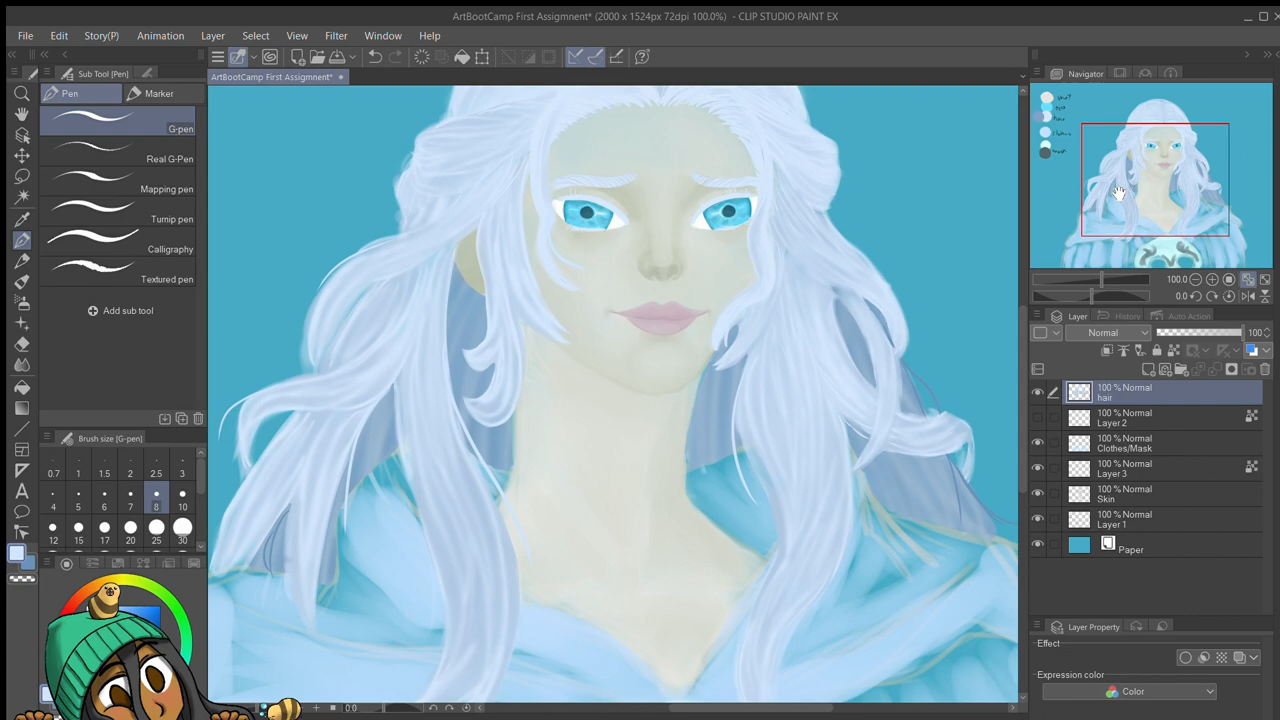 ArtBootCamp First Assignment* (2000 x 1524px 72dpi 100.0%) - CLIP STUDIO PAINT EX
File Edit Story(P) Animation Layer Select View Filter Window Help
Sub Tool [Pen]
ArtBootCamp First Assignment*
Navigator
Pen
Marker
G-pen
Real G-Pen
Mapping pen
Turnip pen
Calligraphy
Textured pen
Add sub tool
Brush size [G-pen]
0.7 1 1.5 2 2.5 3
4 5 6 7 8 10
12 15 17 20 25 30
100.0
0.0
Layer
History
Auto Action
Normal
100
100 % Normal
hair
100 % Normal
Layer 2
100 % Normal
Clothes/Mask
100 % Normal
Layer 3
100 % Normal
Skin
100 % Normal
Layer 1
Paper
Layer Property
Effect
Expression color
Color